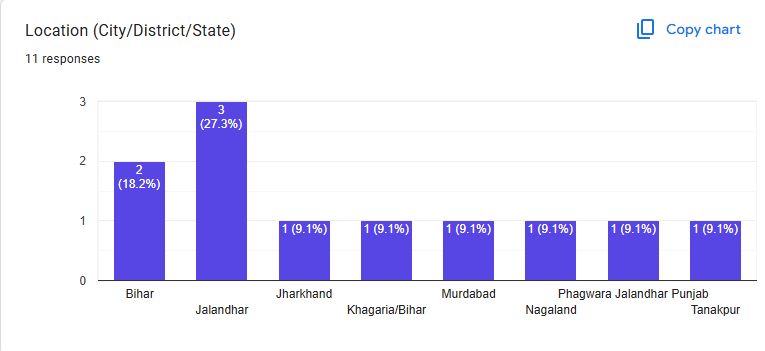 Location (City/District/State)
Copy chart
11 responses
3
2
1
0
2
(18.2%)
3
(27.3%)
1 (9.1%)
1 (9.1%)
1 (9.1%)
1 (9.1%)
1 (9.1%)
1 (9.1%)
Bihar
Jalandhar
Jharkhand
Khagaria/Bihar
Murdabad
Nagaland
Phagwara Jalandhar Punjab
Tanakpur